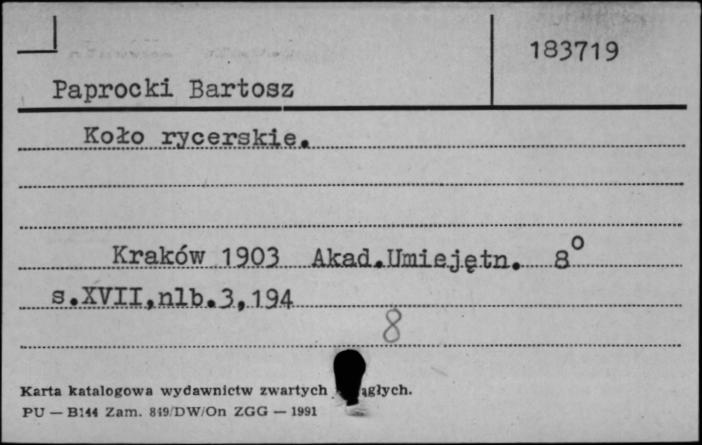 183719
Paprocki Bartosz
Koło rycerskie.
Kraków 1903 Akad.Umiejętn. 8°
s.XVII,nlb.3,194
8
Karta katalogowa wydawnictw zwartych
PU — B144 Zam. 849/DW/On ZGG — 1991